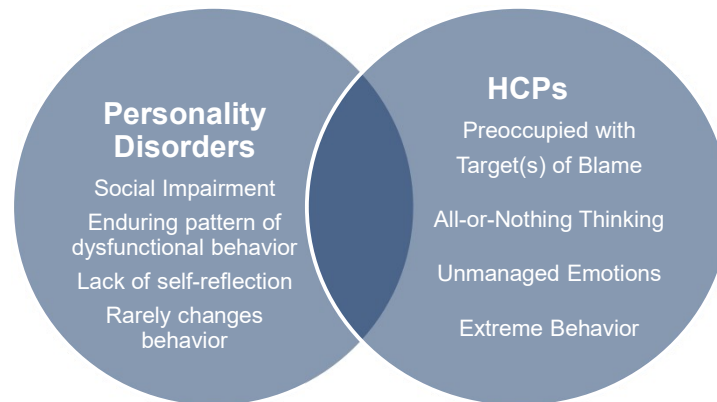 Personality
Disorders
Social Impairment
Enduring pattern of
dysfunctional behavior
Lack of self-reflection
Rarely changes
behavior
HCPs
Preoccupied with
Target(s) of Blame
All-or-Nothing Thinking
Unmanaged Emotions
Extreme Behavior